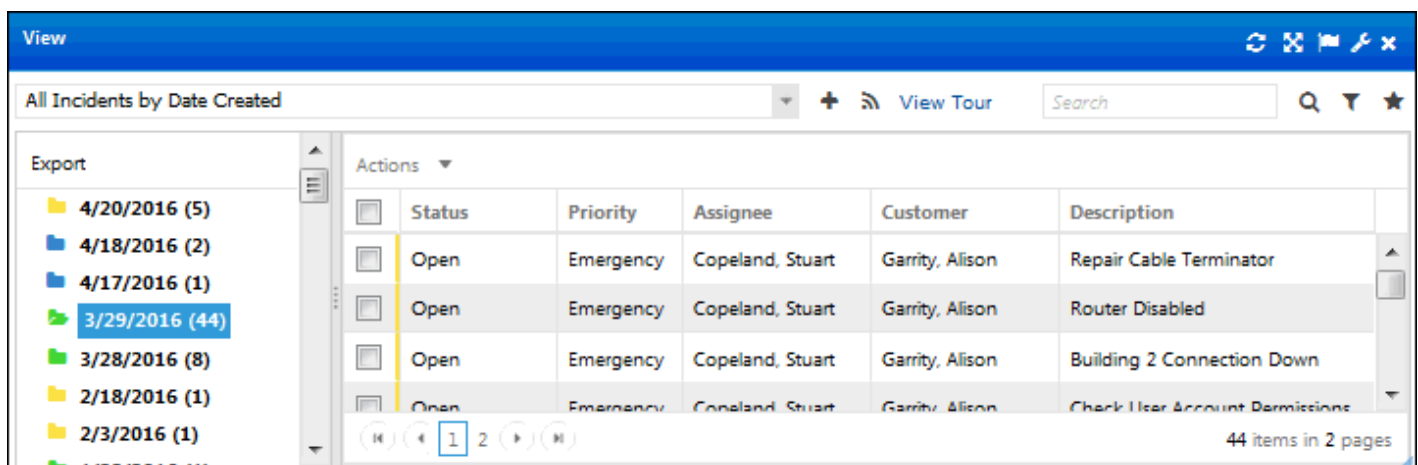 View
All Incidents by Date Created View Tour Search
Export
4/20/2016 (5)
4/18/2016 (2)
4/17/2016 (1)
3/29/2016 (44)
3/28/2016 (8)
2/18/2016 (1)
2/3/2016 (1)
Actions
Status Priority Assignee Customer Description
Open Emergency Copeland, Stuart Garrity, Alison Repair Cable Terminator
Open Emergency Copeland, Stuart Garrity, Alison Router Disabled
Open Emergency Copeland, Stuart Garrity, Alison Building 2 Connection Down
Open Emergency Copeland, Stuart Garrity, Alison Check User Account Permissions
1 2 44 items in 2 pages